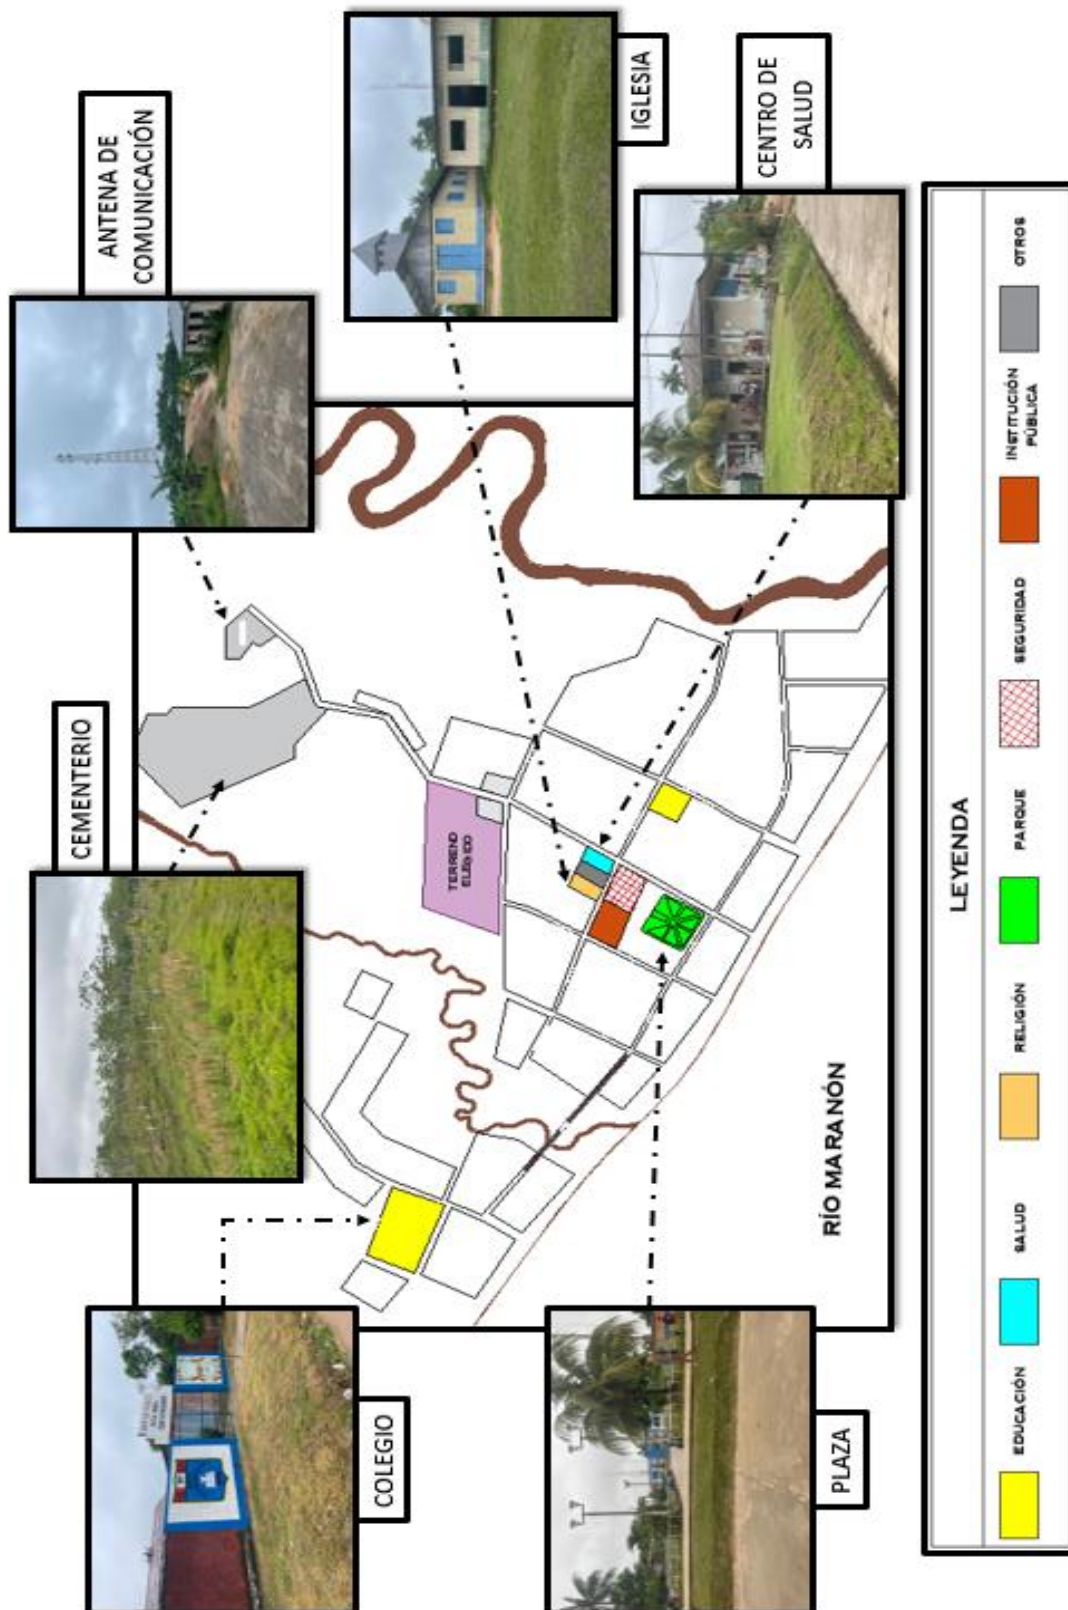 COLEGIO
CEMENTERIO
ANTENA DE
COMUNICACIÓN
IGLESIA
CENTRO DE
SALUD
PLAZA
TERRENO
ELEGIDO
RÍO MARANÓN
LEYENDA
EDUCACIÓN
SALUD
RELIGIÓN
PARQUE
SEGURIDAD
INSTITUCIÓN
PÚBLICA
OTROS